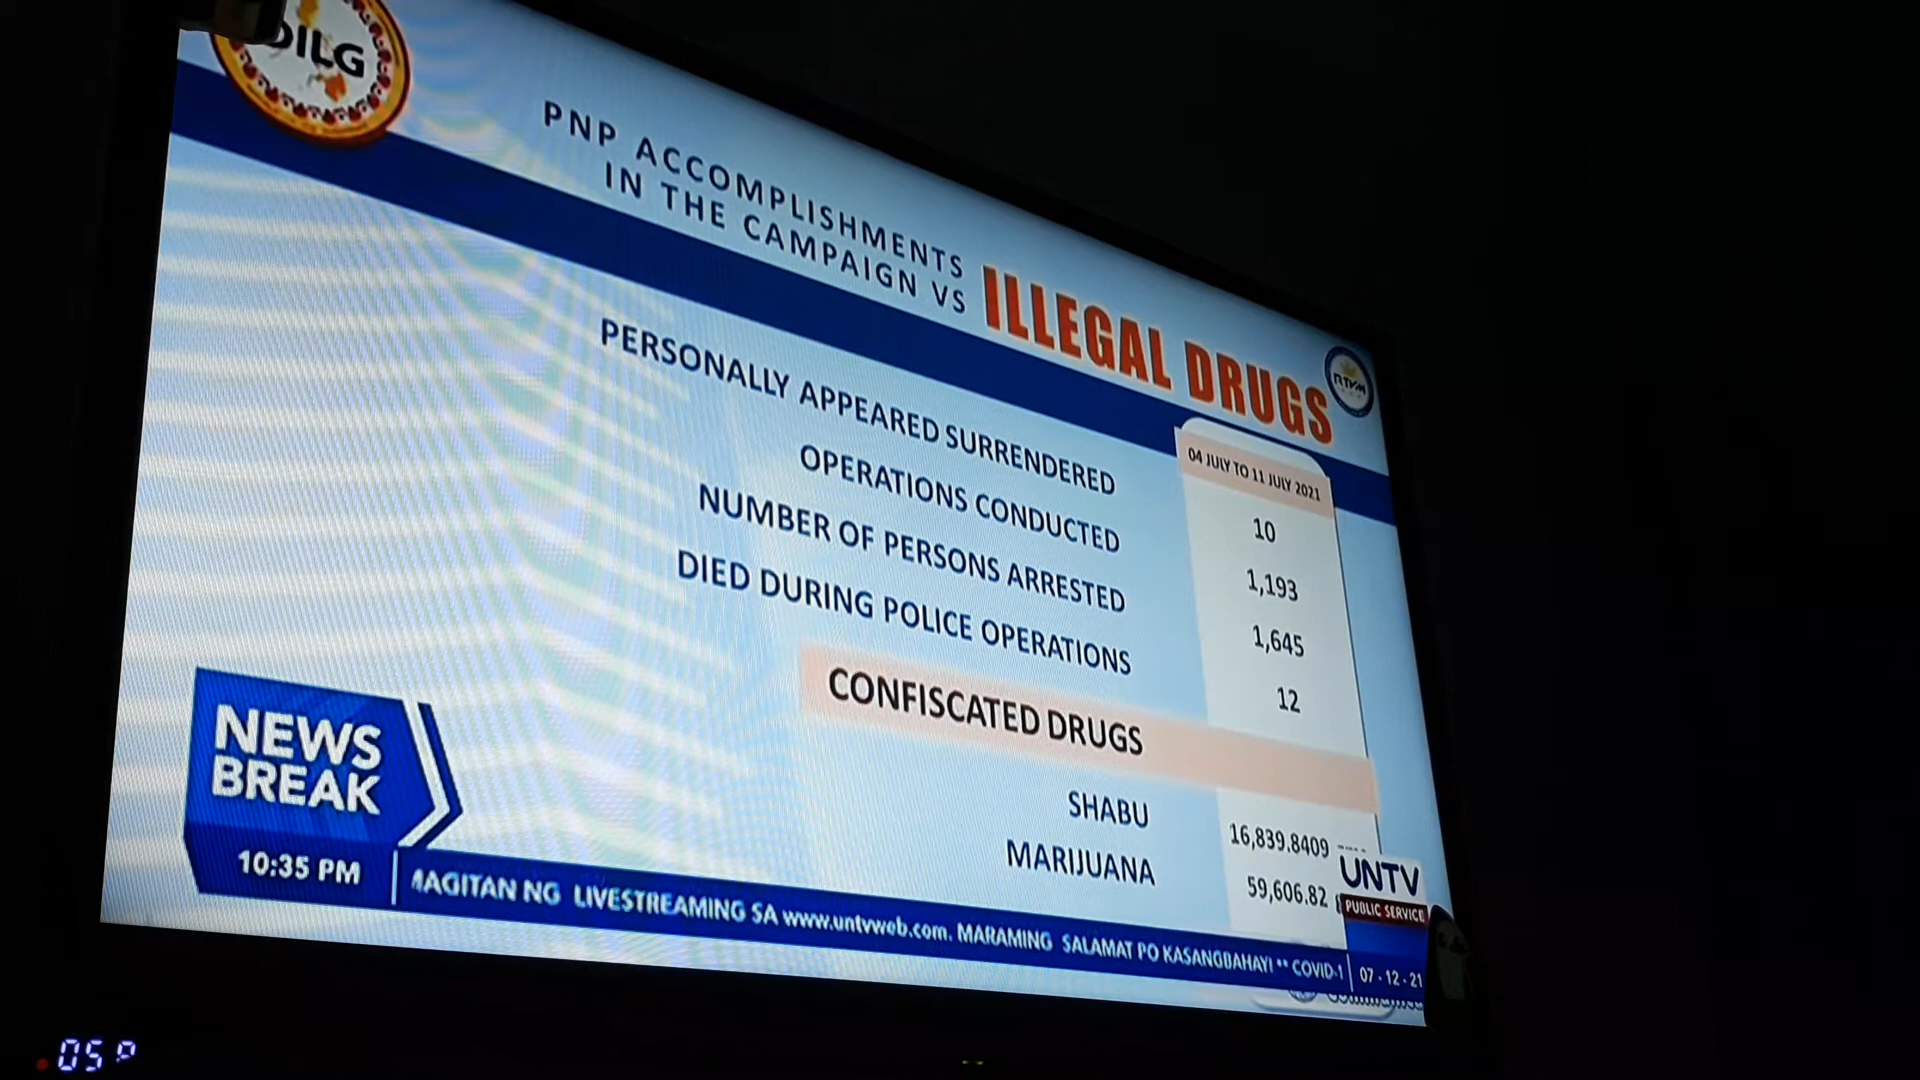 DILG
PNP ACCOMPLISHMENTS
IN THE CAMPAIGN VS
ILLEGAL DRUGS
RTVM
04 JULY TO 11 JULY 2021
PERSONALLY APPEARED SURRENDERED 10
OPERATIONS CONDUCTED 1,193
NUMBER OF PERSONS ARRESTED 1,645
DIED DURING POLICE OPERATIONS 12
CONFISCATED DRUGS
SHABU 16,839.8409
MARIJUANA 59,606.82
UNTV
PUBLIC SERVICE
NEWS
BREAK
10:35 PM
MAGITAN NG LIVESTREAMING SA www.untvweb.com. MARAMING SALAMAT PO KASANGBAHAY! ** COVID-1
07-12-21
05